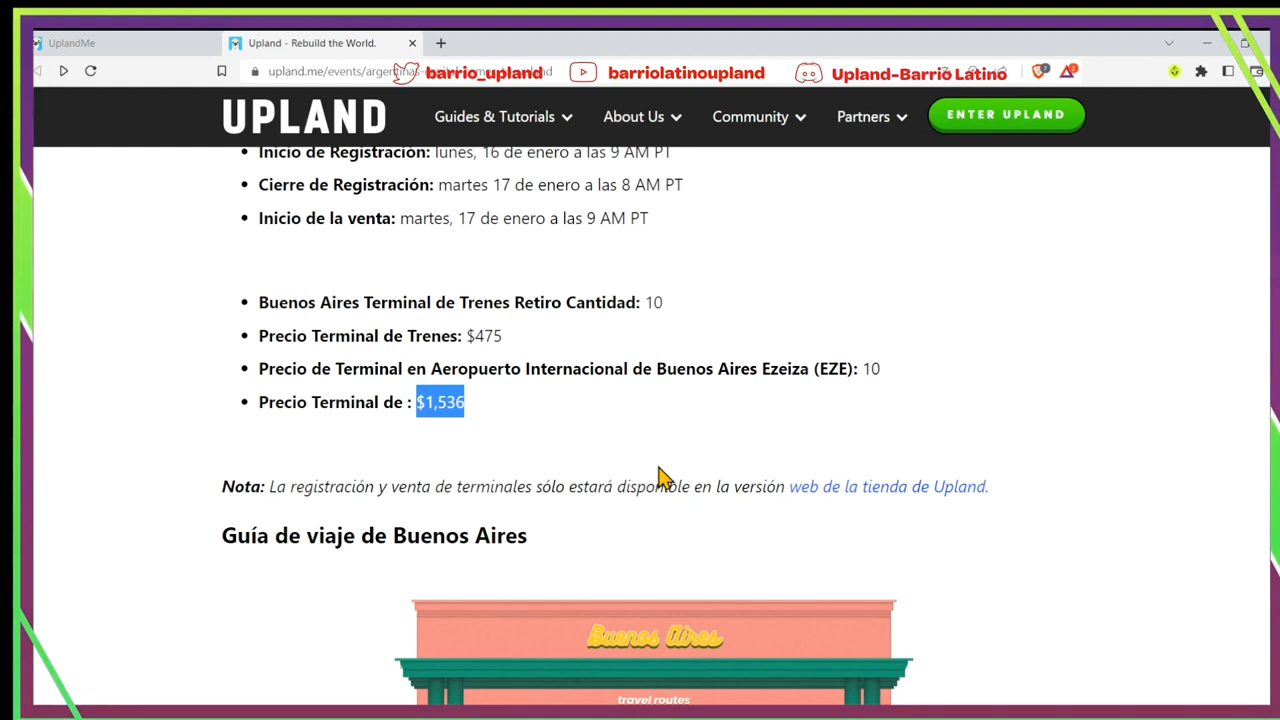 UplandMe
Upland - Rebuild the World.
upland.me/events/argentinas
barrio_upland
barriolatinoupland
Upland-Barrio Latino
UPLAND
Guides & Tutorials
About Us
Community
Partners
ENTER UPLAND
Inicio de Registración: lunes, 16 de enero a las 9 AM PT
Cierre de Registración: martes 17 de enero a las 8 AM PT
Inicio de la venta: martes, 17 de enero a las 9 AM PT
Buenos Aires Terminal de Trenes Retiro Cantidad: 10
Precio Terminal de Trenes: $475
Precio de Terminal en Aeropuerto Internacional de Buenos Aires Ezeiza (EZE): 10
Precio Terminal de : $1,536
Nota: La registración y venta de terminales sólo estará disponible en la versión web de la tienda de Upland.
Guía de viaje de Buenos Aires
Buenos Aires
travel routes